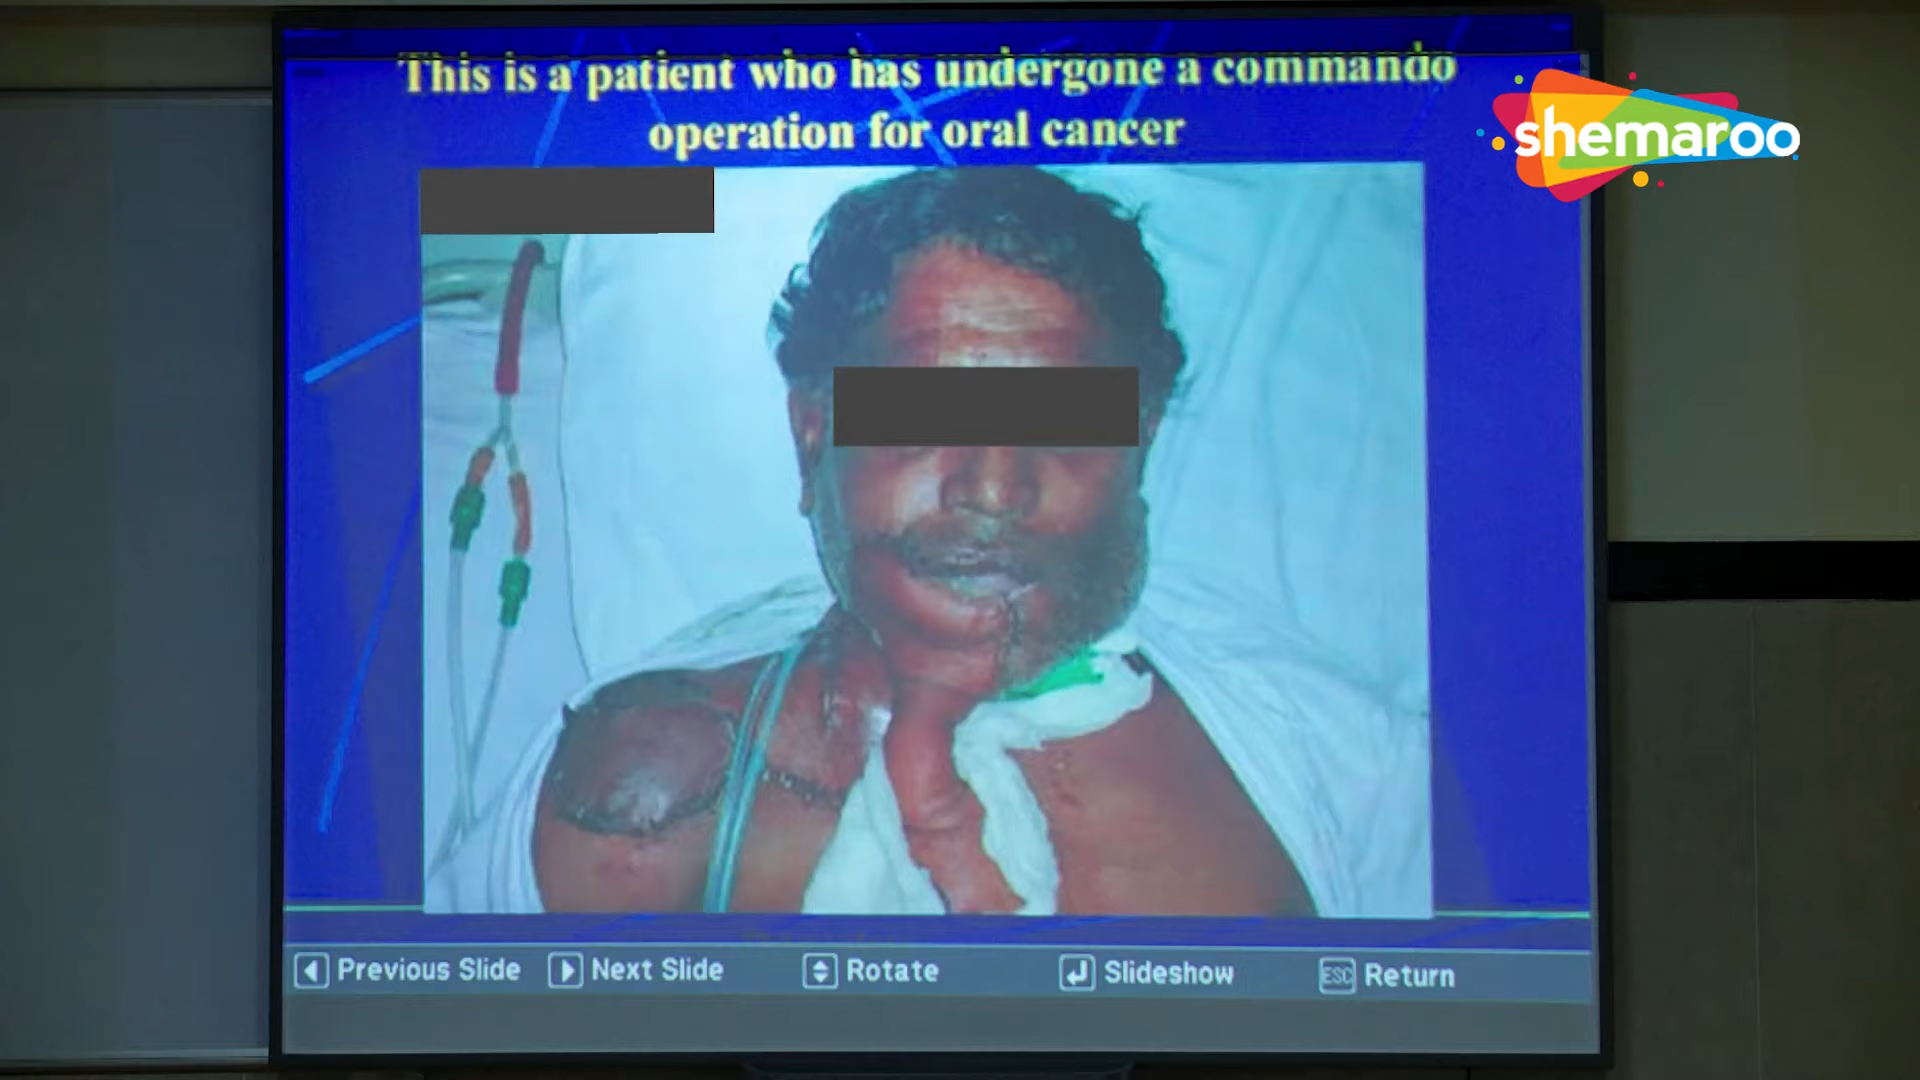 This is a patient who has undergone a commando
operation for oral cancer
shemaroo
Previous Slide
Next Slide
Rotate
Slideshow
ESC Return